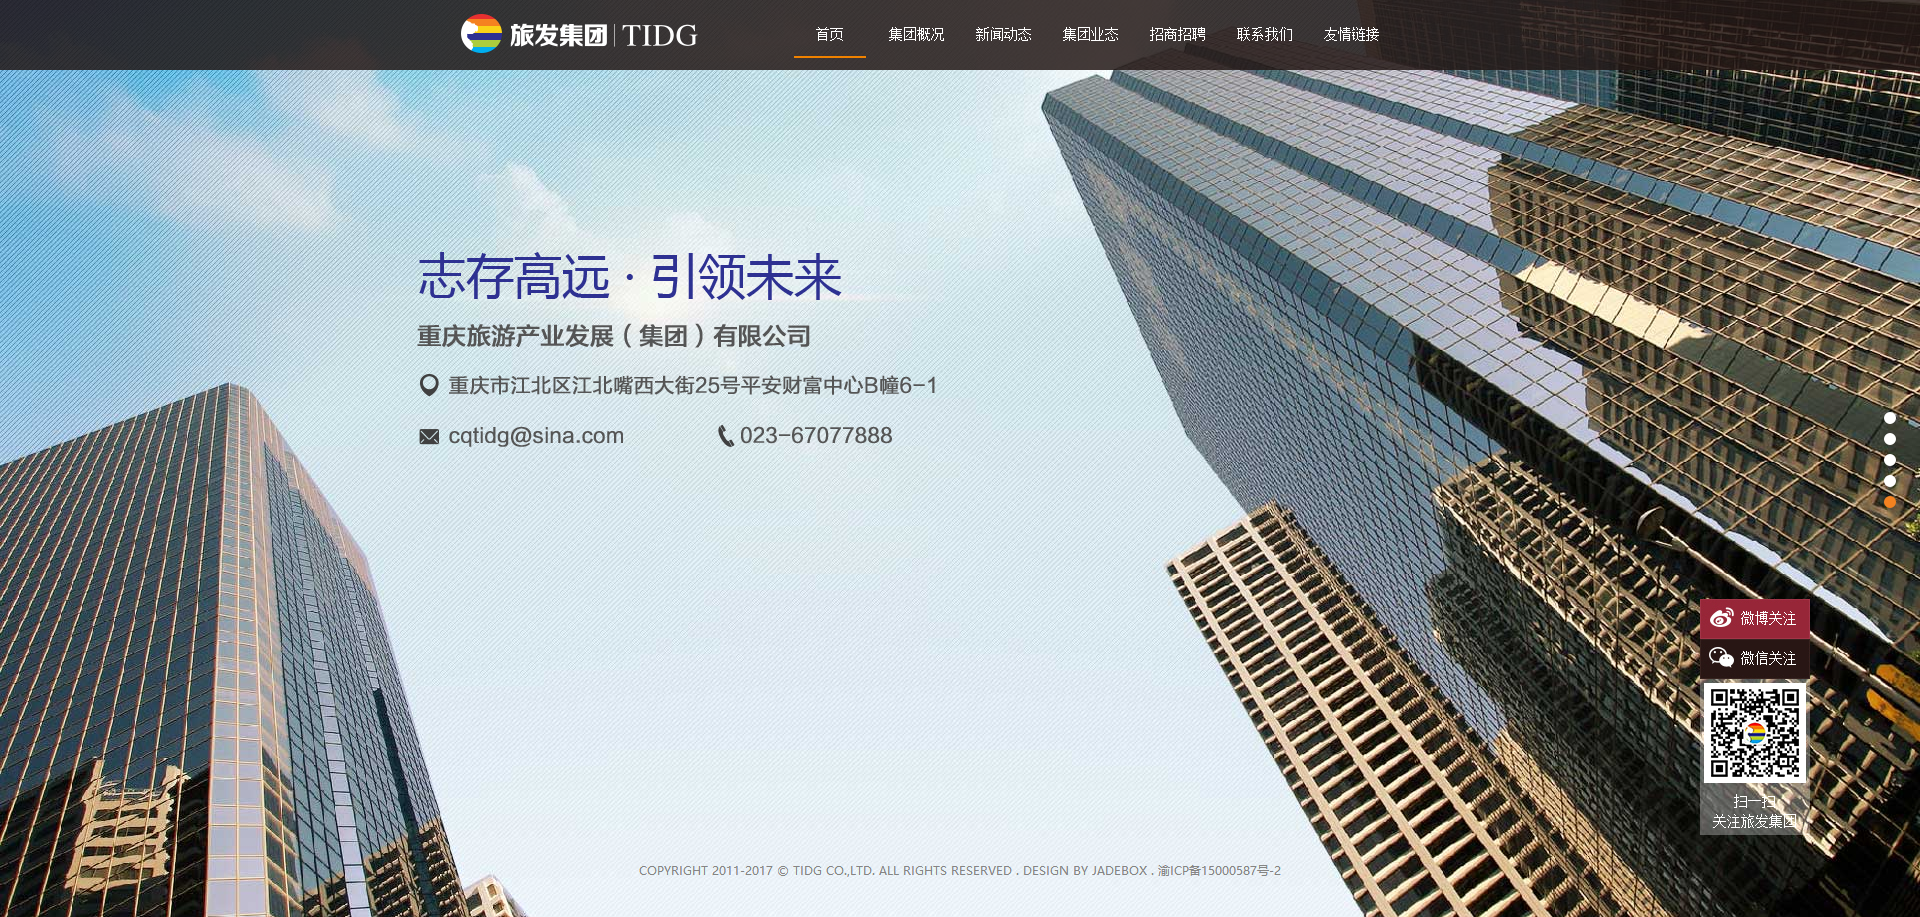 旅发集团 TIDG
首页 集团概况 新闻动态 集团业态 招商招聘 联系我们 友情链接
志存高远 · 引领未来
重庆旅游产业发展（集团）有限公司
重庆市江北区江北嘴西大街25号平安财富中心B幢6-1
cqtidg@sina.com 023-67077888
微博关注
微信关注
扫一扫
关注旅发集团
COPYRIGHT 2011-2017 © TIDG CO.,LTD. ALL RIGHTS RESERVED . DESIGN BY JADEBOX . 渝ICP备15000587号-2